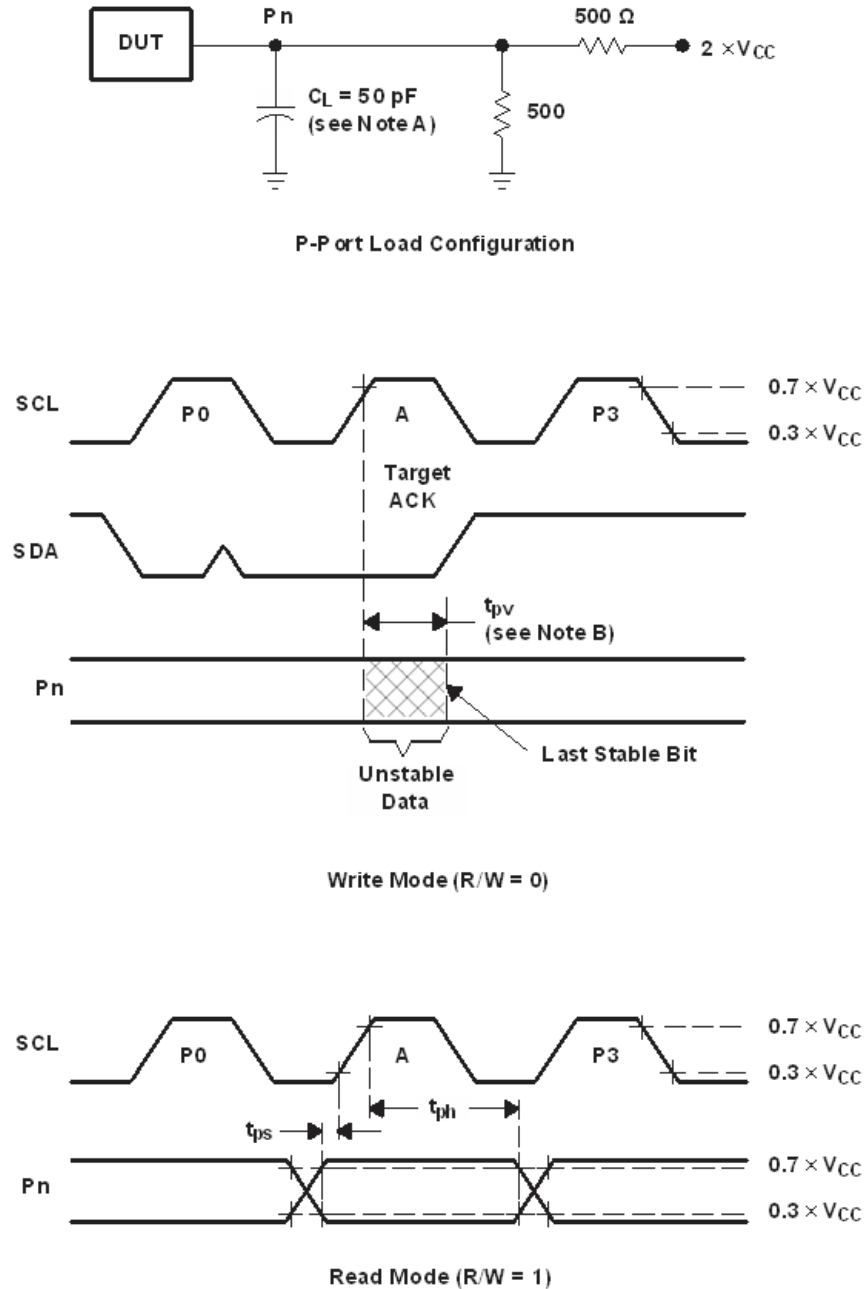 Pn
500 Ω
DUT
2 × VCC
CL = 50 pF
(see Note A)
500
P-Port Load Configuration
SCL
P0
A
P3
0.7 × VCC
0.3 × VCC
Target
ACK
SDA
tpv
(see Note B)
Pn
Last Stable Bit
Unstable
Data
Write Mode (R/W = 0)
SCL
P0
A
P3
0.7 × VCC
0.3 × VCC
tph
tps
Pn
0.7 × VCC
0.3 × VCC
Read Mode (R/W = 1)